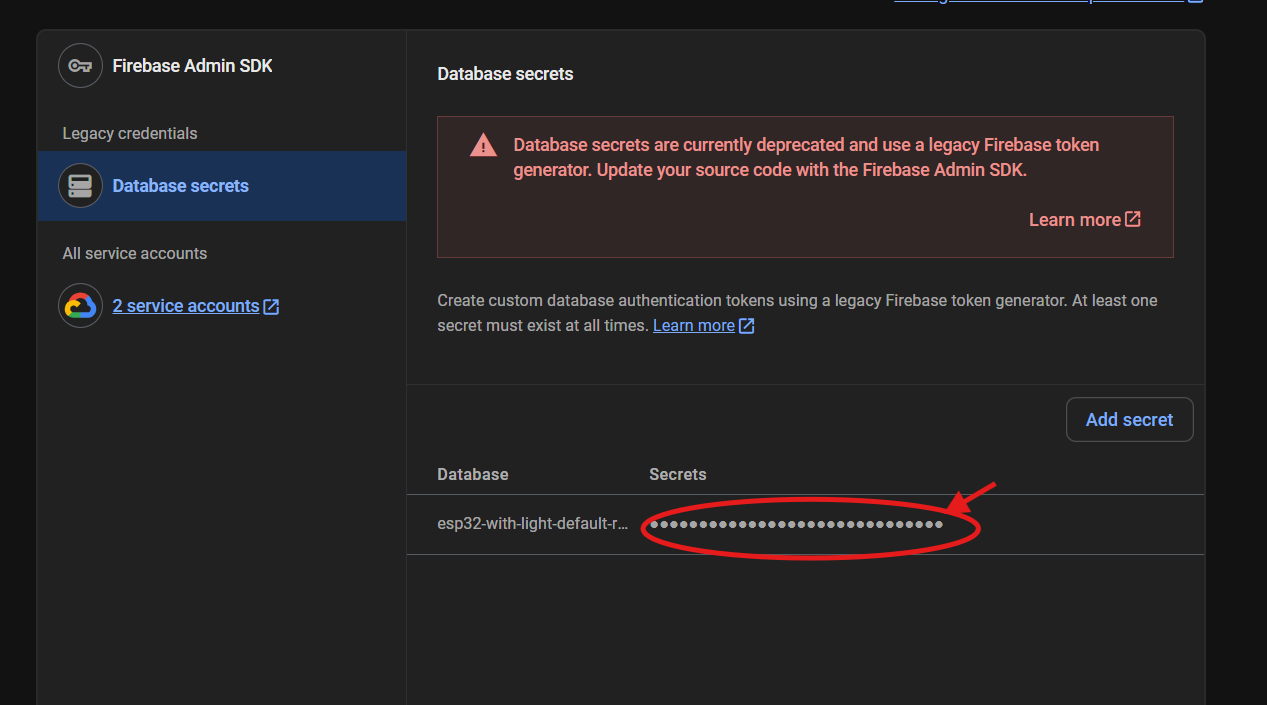 Firebase Admin SDK
Legacy credentials
Database secrets
All service accounts
2 service accounts
Database secrets
Database secrets are currently deprecated and use a legacy Firebase token
generator. Update your source code with the Firebase Admin SDK.
Learn more
Create custom database authentication tokens using a legacy Firebase token generator. At least one
secret must exist at all times. Learn more
Add secret
Database Secrets
esp32-with-light-default-r... ••••••••••••••••••••••••••••••